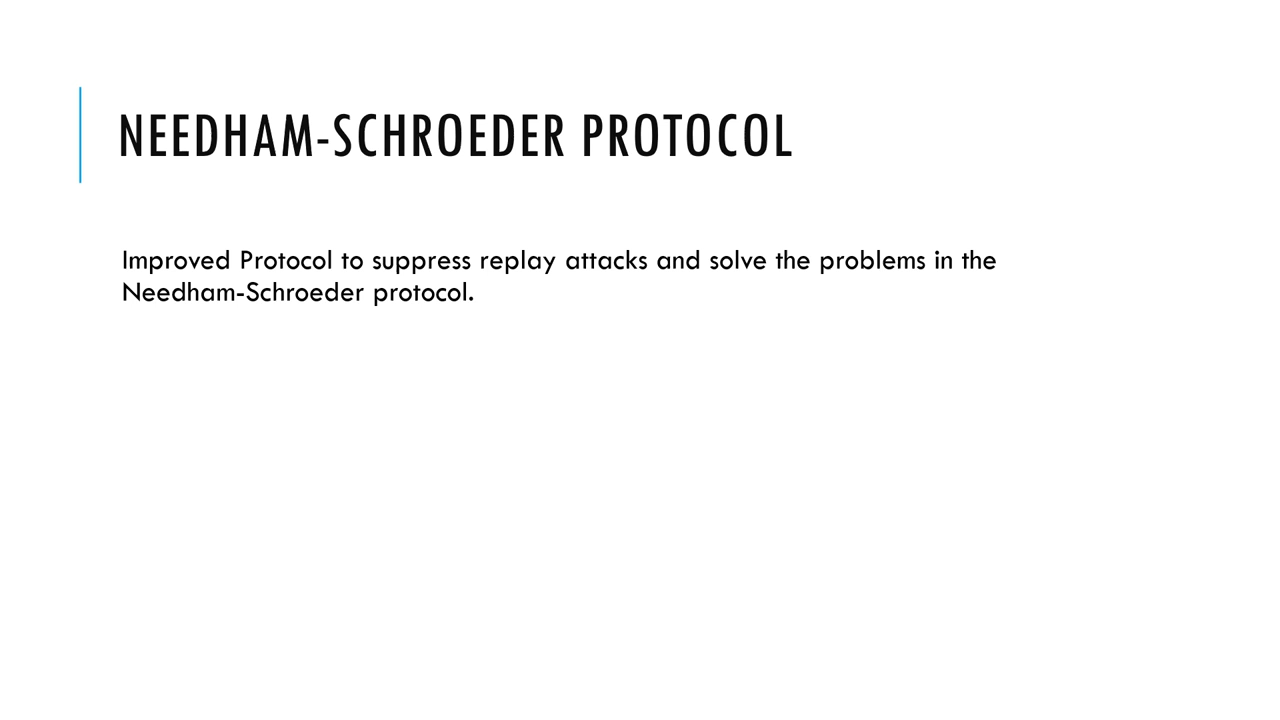 NEEDHAM-SCHROEDER PROTOCOL
Improved Protocol to suppress replay attacks and solve the problems in the
Needham-Schroeder protocol.